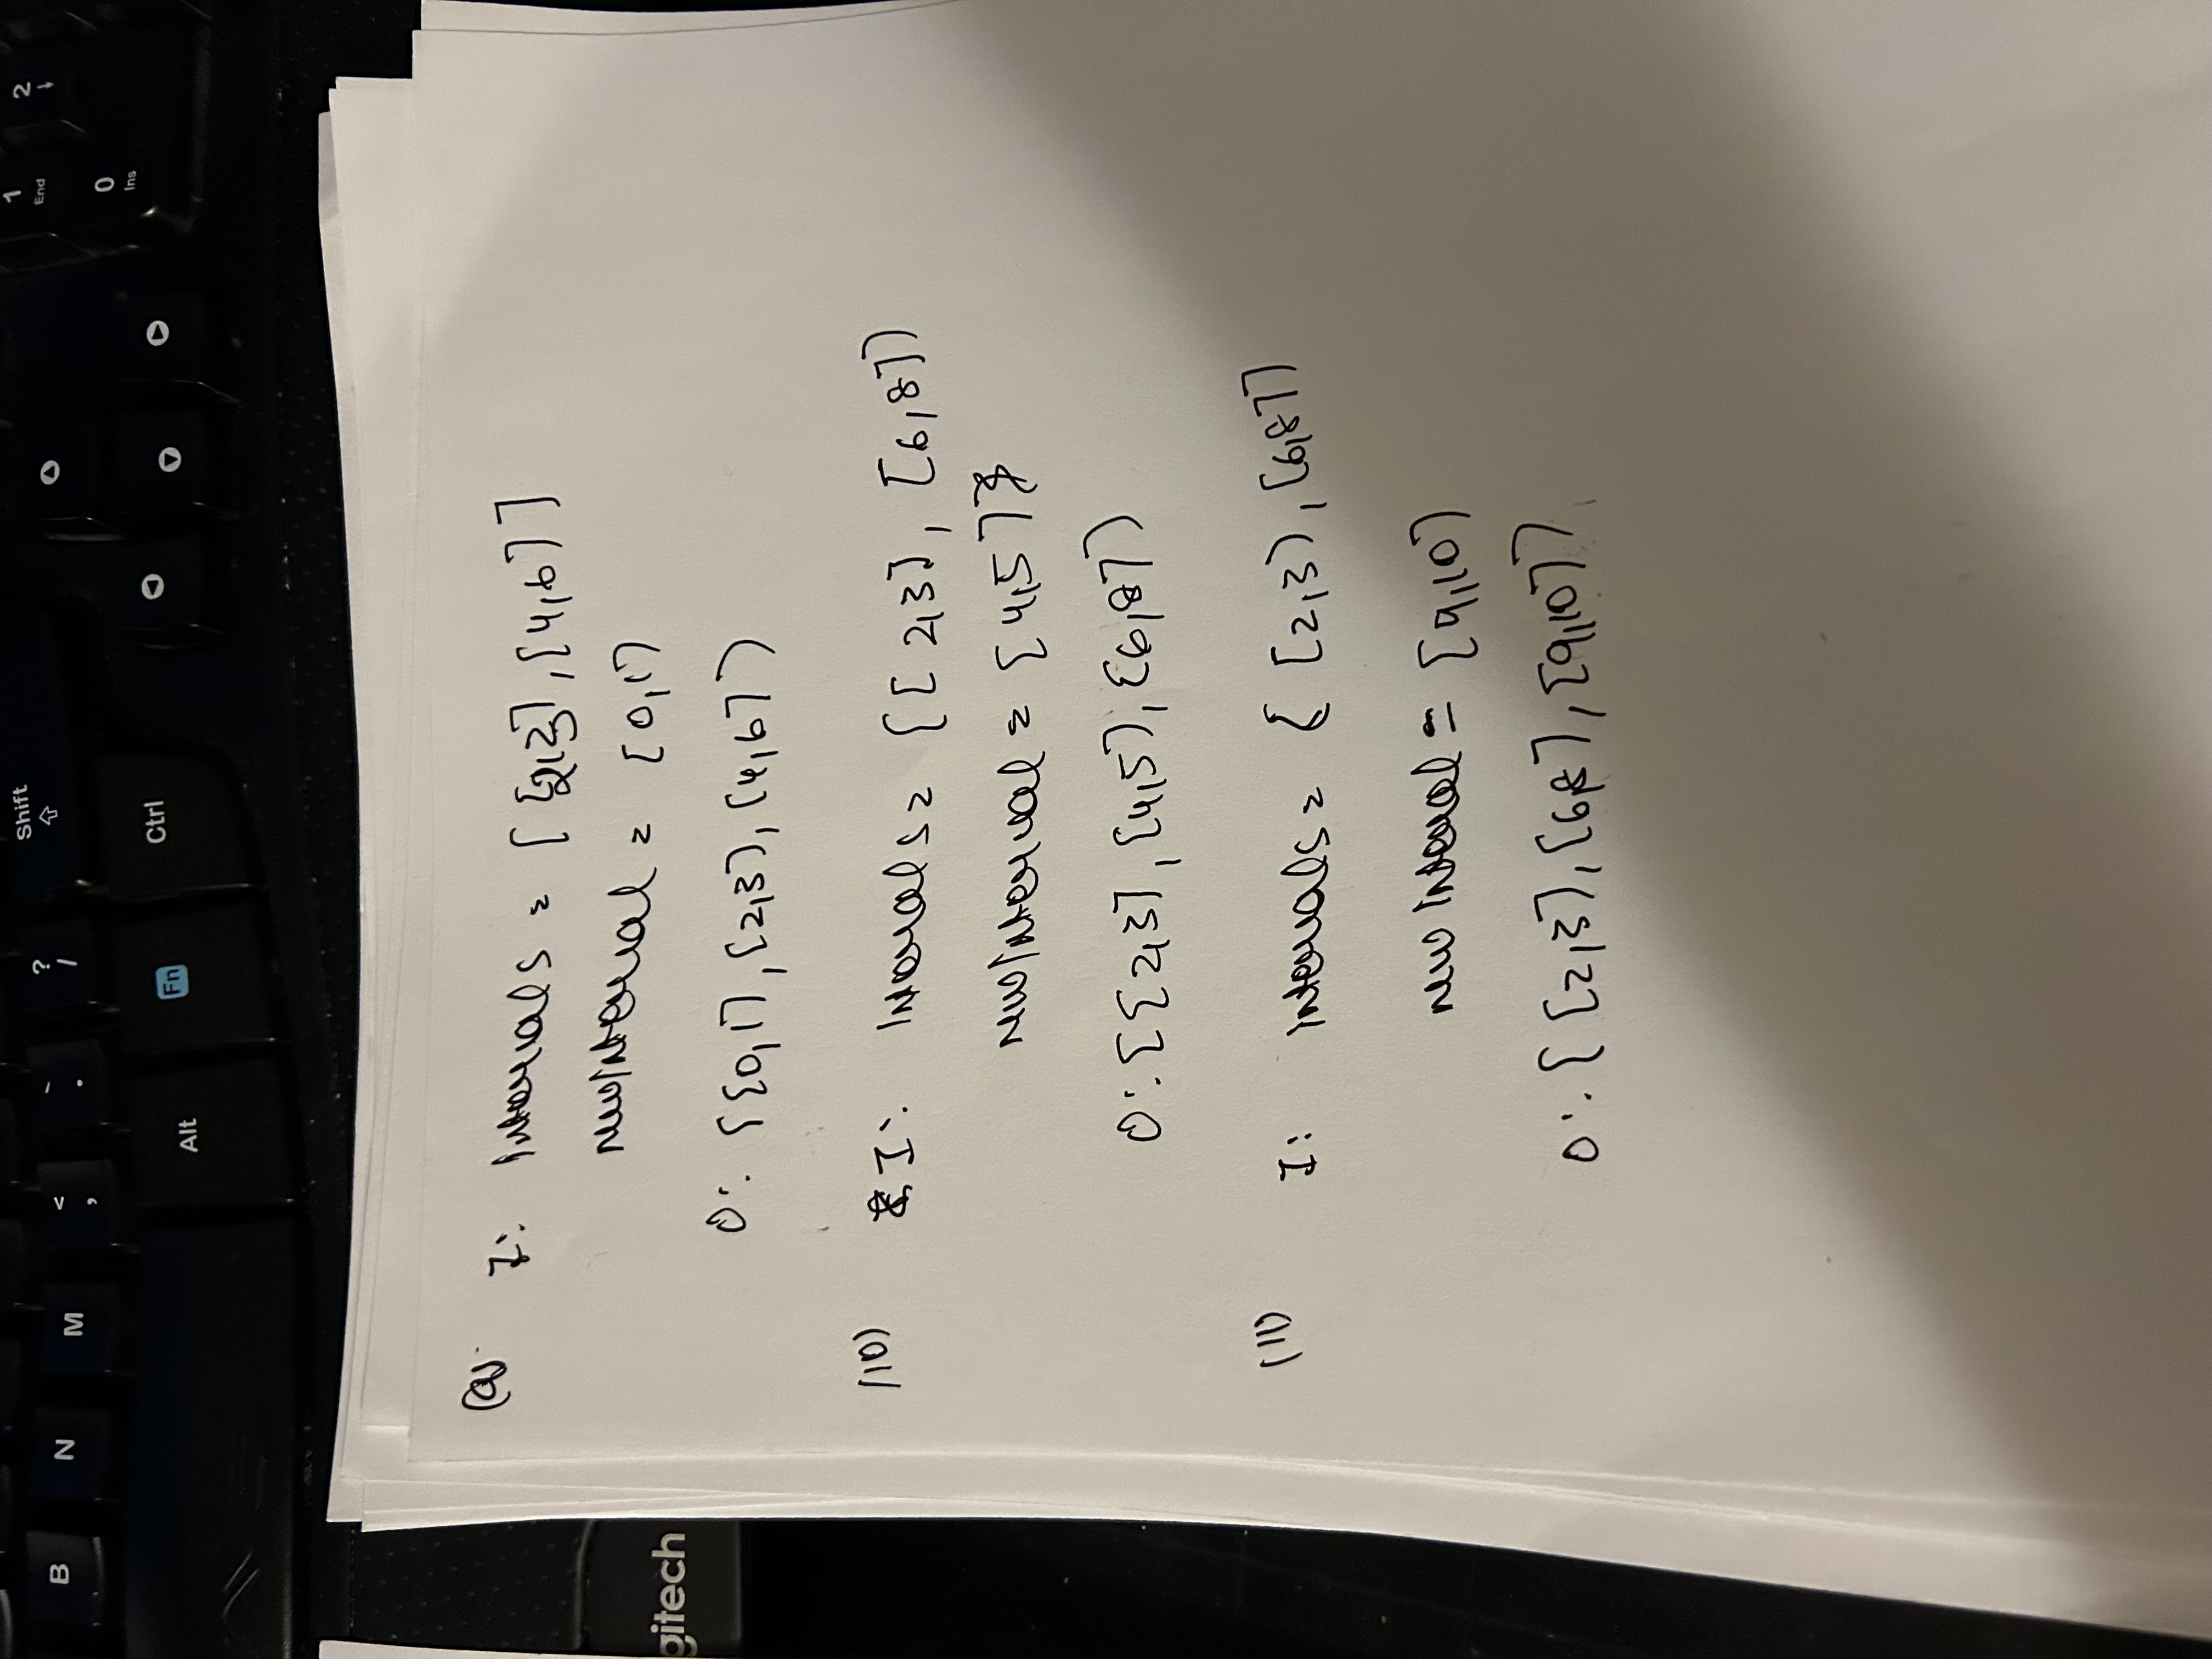 B N M < , - . ? / Shift 1 End 2
Alt Fn Ctrl 0 Ins
gitech
(9) I: Intervals = [[2,3],[4,6]]
newInterval = [0,1]
O: [[0,1],[2,3],[4,6]]
(10) I: Intervals = [[2,3], [6,8]]
newInterval = [4,5]
O: [[2,3],[4,5],[6,8]]
(11) I: intervals = [[2,3],[6,8]]
new interval = [9,10]
O: [[2,3],[6,8],[9,10]]